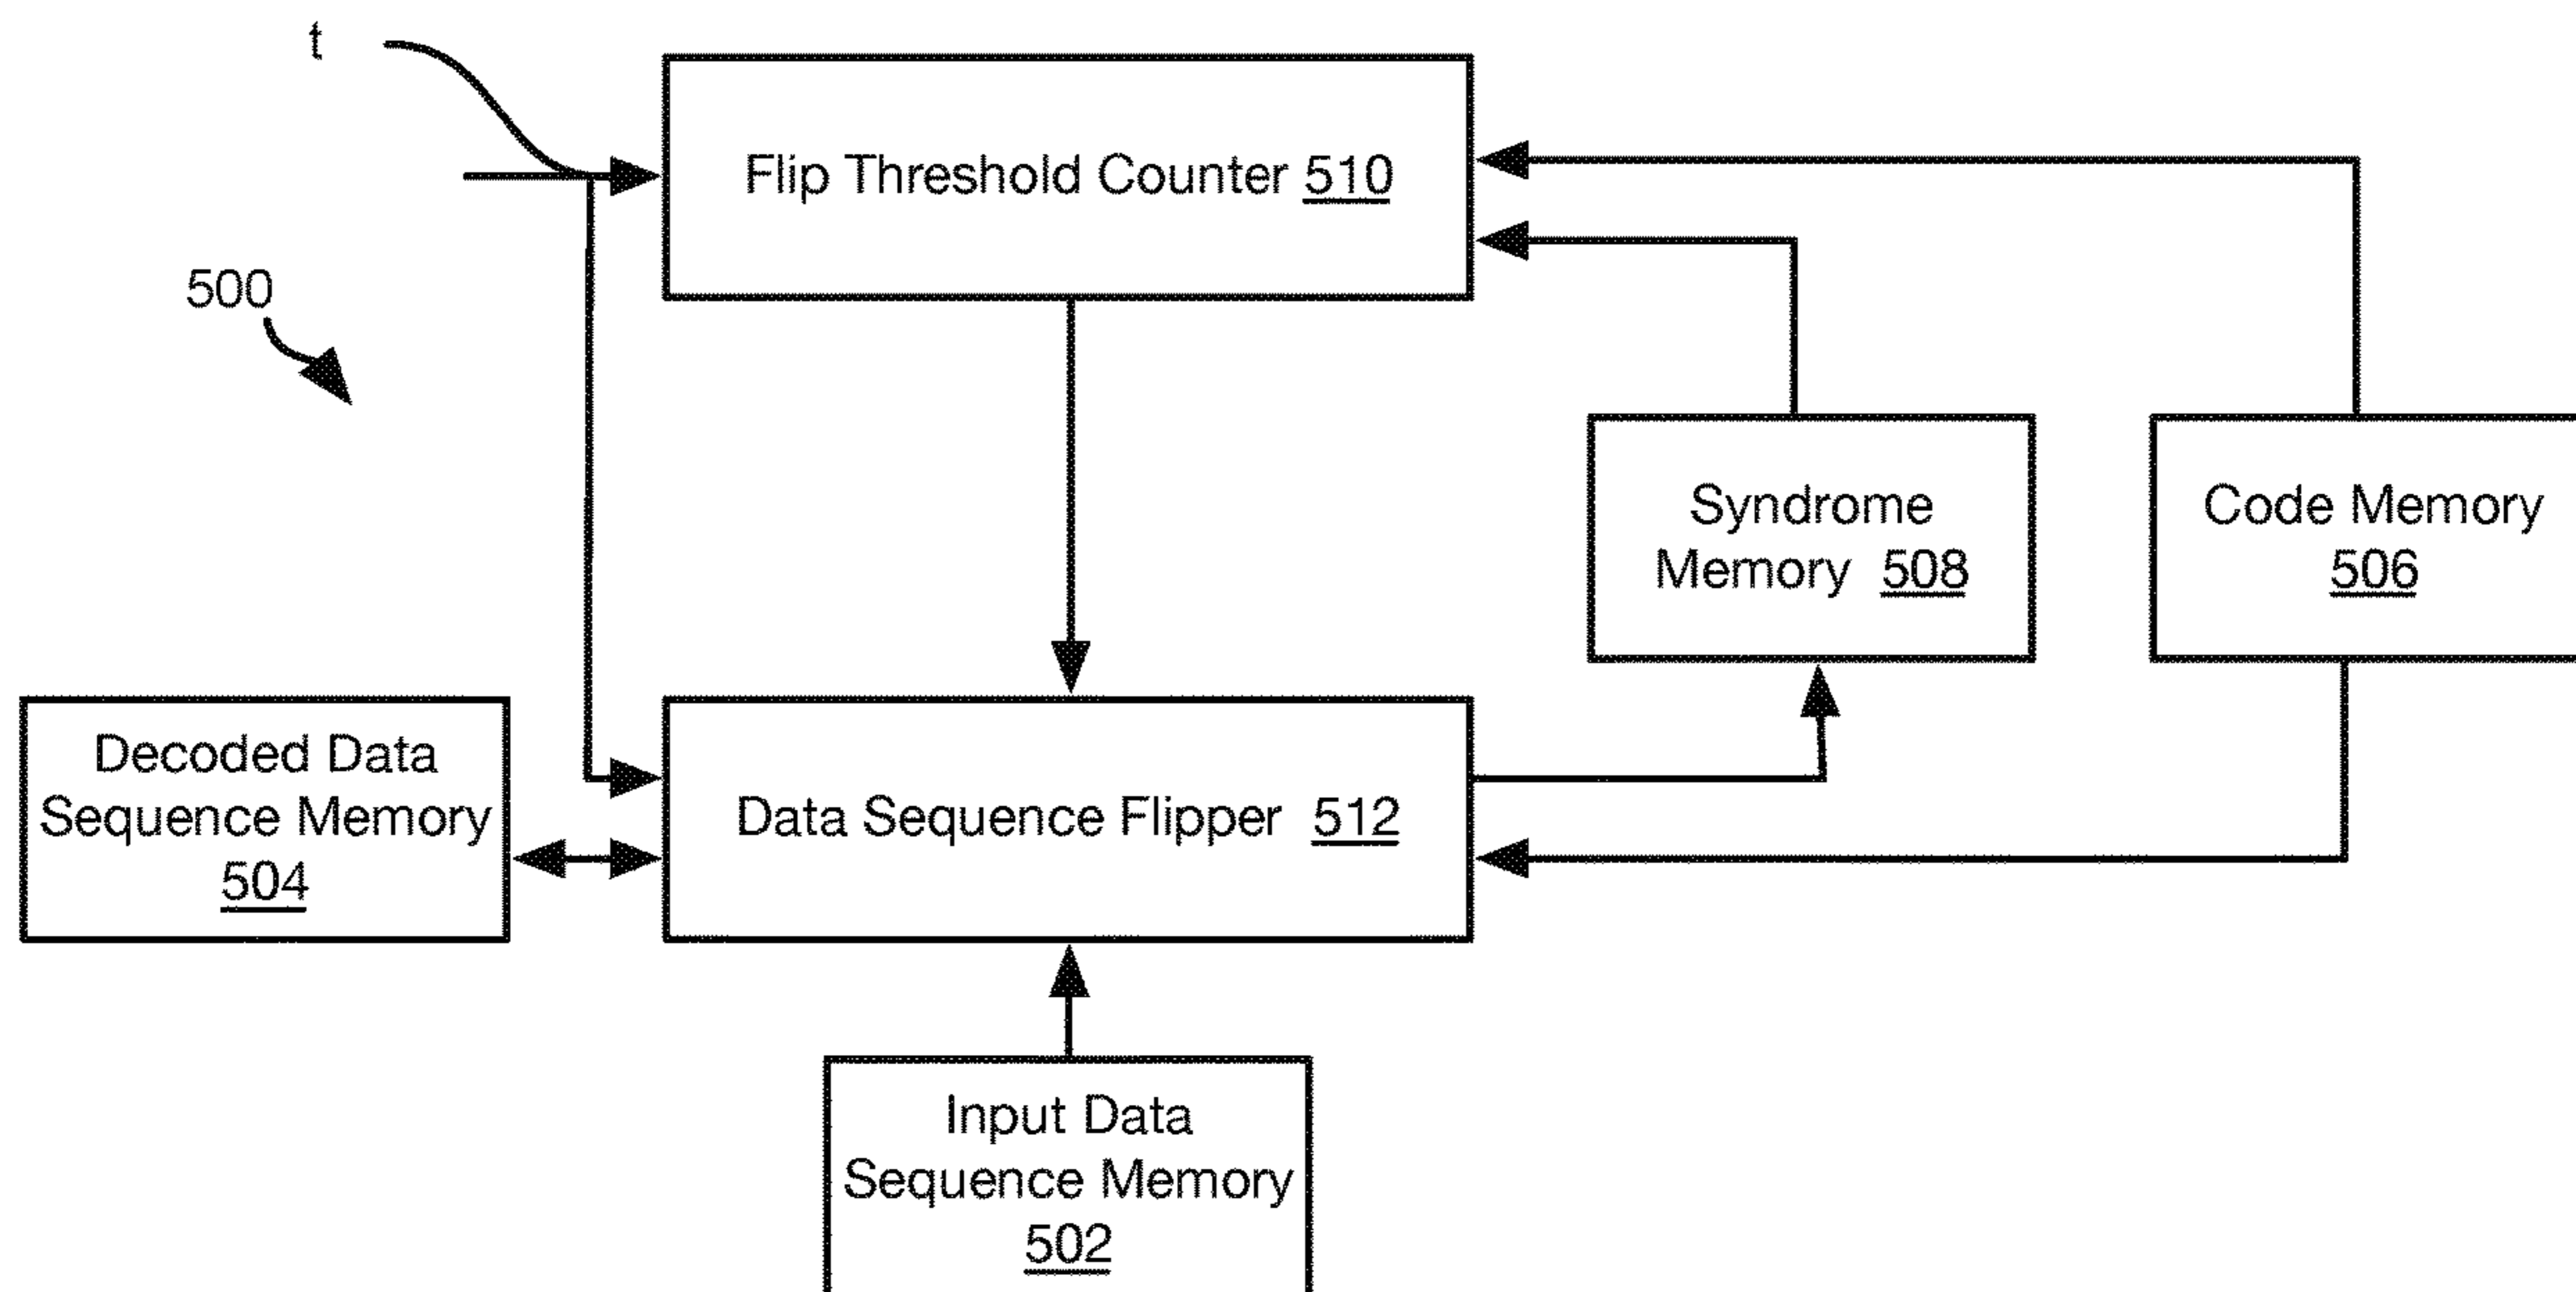 t
Flip Threshold Counter 510
500
Syndrome
Memory 508
Code Memory
506
Decoded Data
Sequence Memory
504
Data Sequence Flipper 512
Input Data
Sequence Memory
502